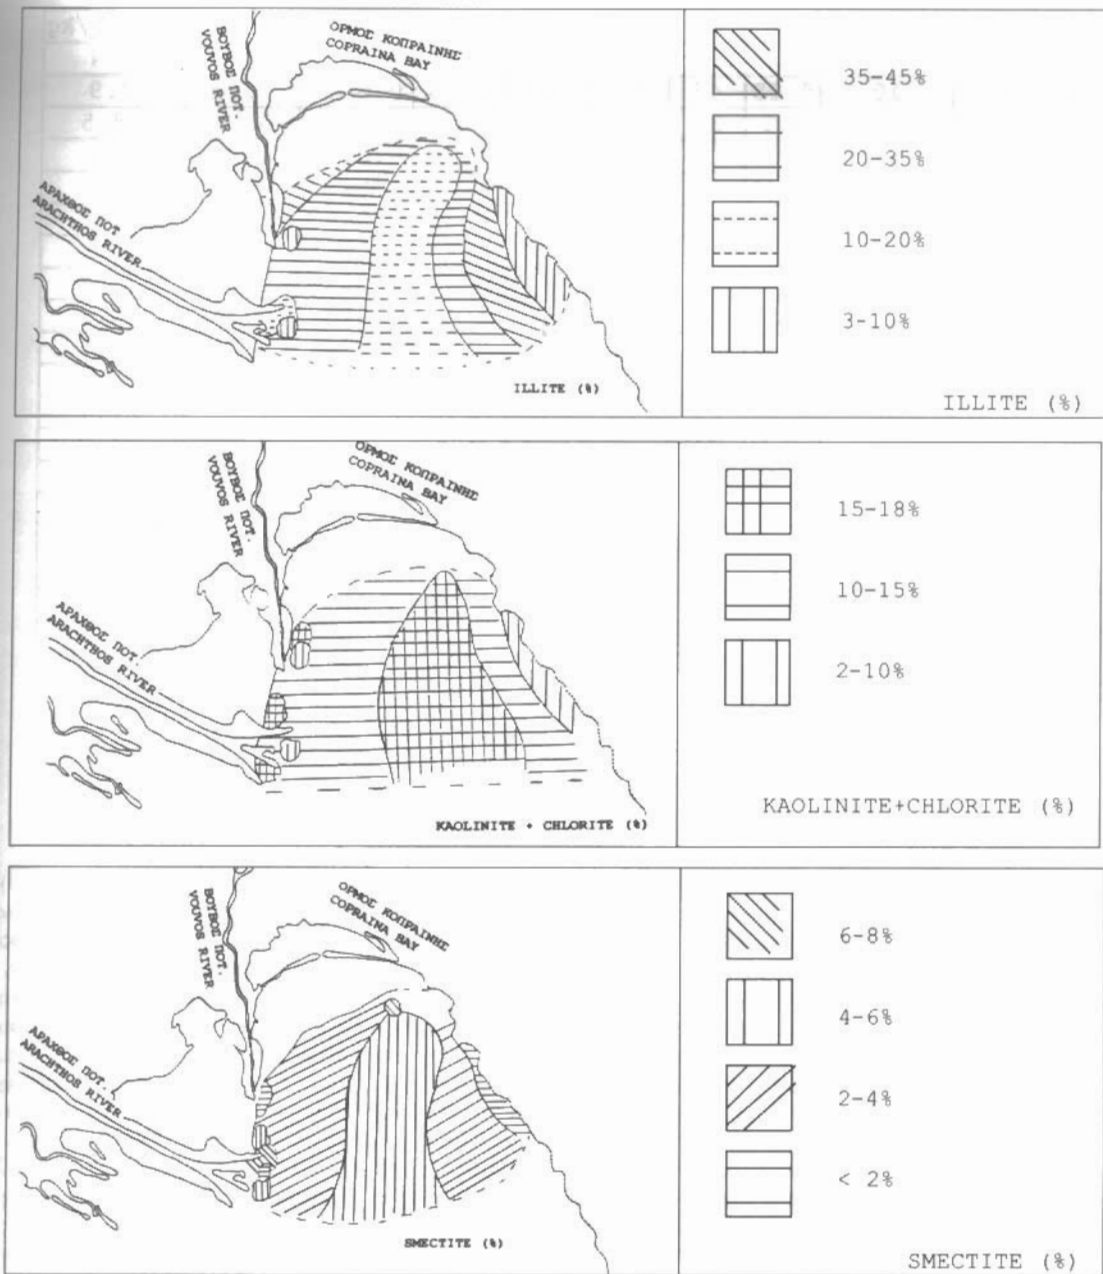 ΒΟΥΒΟΣ ΠΟΤ.
VOUVOS RIVER
ΟΡΜΟΣ ΚΟΠΡΑΙΝΗΣ
COPRAINA BAY
ΑΡΑΧΘΟΣ ΠΟΤ
ARACHTHOS RIVER
ILLITE (%)
35-45%
20-35%
10-20%
3-10%
ILLITE (%)
ΒΟΥΒΟΣ ΠΟΤ.
VOUVOS RIVER
ΟΡΜΟΣ ΚΟΠΡΑΙΝΗΣ
COPRAINA BAY
ΑΡΑΧΘΟΣ ΠΟΤ.
ARACHTHOS RIVER
KAOLINITE + CHLORITE (%)
15-18%
10-15%
2-10%
KAOLINITE+CHLORITE (%)
ΒΟΥΒΟΣ ΠΟΤ.
VOUVOS RIVER
ΟΡΜΟΣ ΚΟΠΡΑΙΝΗΣ
COPRAINA BAY
ΑΡΑΧΘΟΣ ΠΟΤ.
ARACHTHOS RIVER
SMECTITE (%)
6-8%
4-6%
2-4%
< 2%
SMECTITE (%)